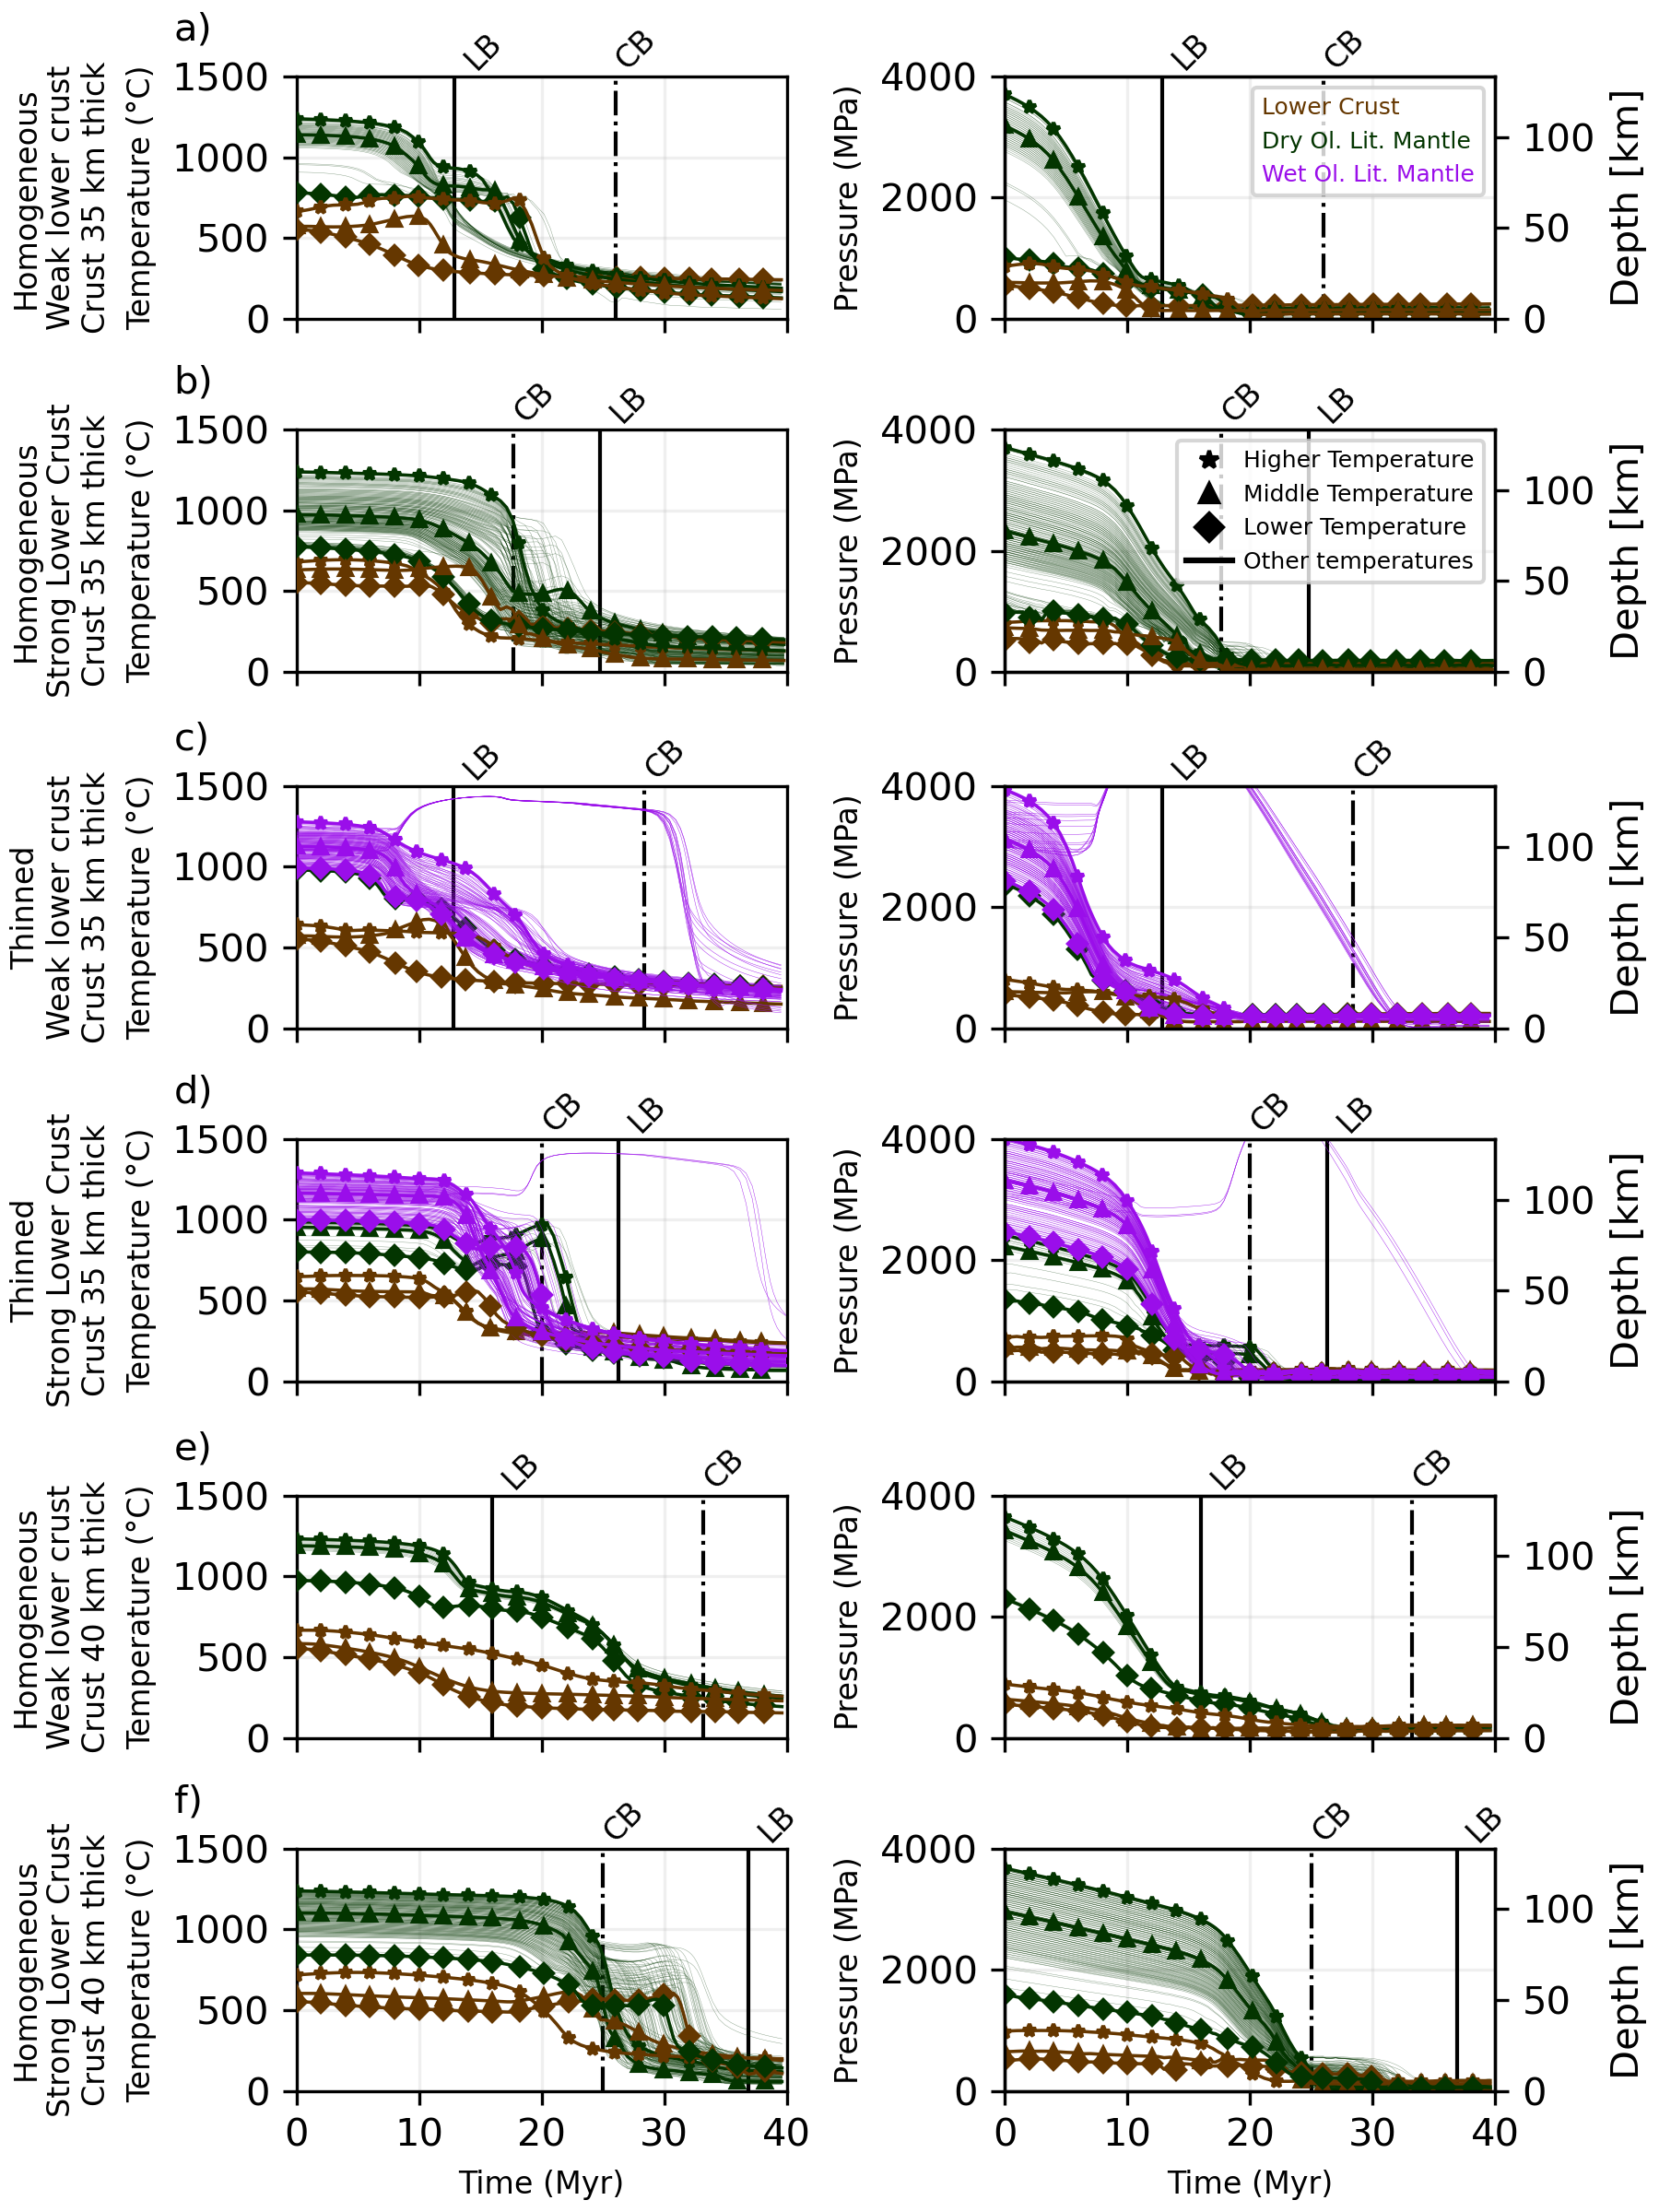 a)
Homogeneous
Weak lower crust
Crust 35 km thick
Temperature (°C)
1500
1000
500
0
LB
CB
Pressure (MPa)
4000
2000
0
LB
CB
Lower Crust
Dry Ol. Lit. Mantle
Wet Ol. Lit. Mantle
100
50
0
Depth [km]
b)
Homogeneous
Strong Lower Crust
Crust 35 km thick
Temperature (°C)
1500
1000
500
0
CB
LB
Pressure (MPa)
4000
2000
0
CB
LB
Higher Temperature
Middle Temperature
Lower Temperature
Other temperatures
100
50
0
Depth [km]
c)
Thinned
Weak lower crust
Crust 35 km thick
Temperature (°C)
1500
1000
500
0
LB
CB
Pressure (MPa)
4000
2000
0
LB
CB
100
50
0
Depth [km]
d)
Thinned
Strong Lower Crust
Crust 35 km thick
Temperature (°C)
1500
1000
500
0
CB
LB
Pressure (MPa)
4000
2000
0
CB
LB
100
50
0
Depth [km]
e)
Homogeneous
Weak lower crust
Crust 40 km thick
Temperature (°C)
1500
1000
500
0
LB
CB
Pressure (MPa)
4000
2000
0
LB
CB
100
50
0
Depth [km]
f)
Homogeneous
Strong Lower Crust
Crust 40 km thick
Temperature (°C)
1500
1000
500
0
CB
LB
0 10 20 30 40
Time (Myr)
Pressure (MPa)
4000
2000
0
CB
LB
100
50
0
Depth [km]
0 10 20 30 40
Time (Myr)